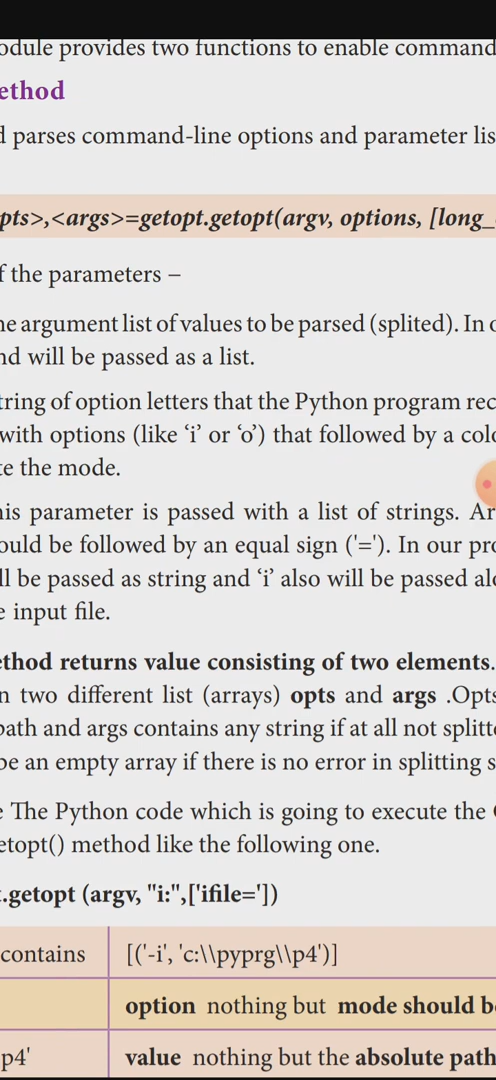 odule provides two functions to enable command
ethod
d parses command-line options and parameter lis
pts>,<args>=getopt.getopt(argv, options, [long_
f the parameters –
he argument list of values to be parsed (splited). In o
nd will be passed as a list.
tring of option letters that the Python program rec
with options (like ‘i’ or ‘o’) that followed by a colo
te the mode.
his parameter is passed with a list of strings. Ar
ould be followed by an equal sign ('='). In our pro
ll be passed as string and ‘i’ also will be passed alo
e input file.
ethod returns value consisting of two elements.
n two different list (arrays) opts and args .Opts
path and args contains any string if at all not splitte
be an empty array if there is no error in splitting s
e The Python code which is going to execute the C
etopt() method like the following one.
t.getopt (argv, "i:",['ifile='])
contains [('-i', 'c:\\pyprg\\p4')]
option nothing but mode should be
p4' value nothing but the absolute path